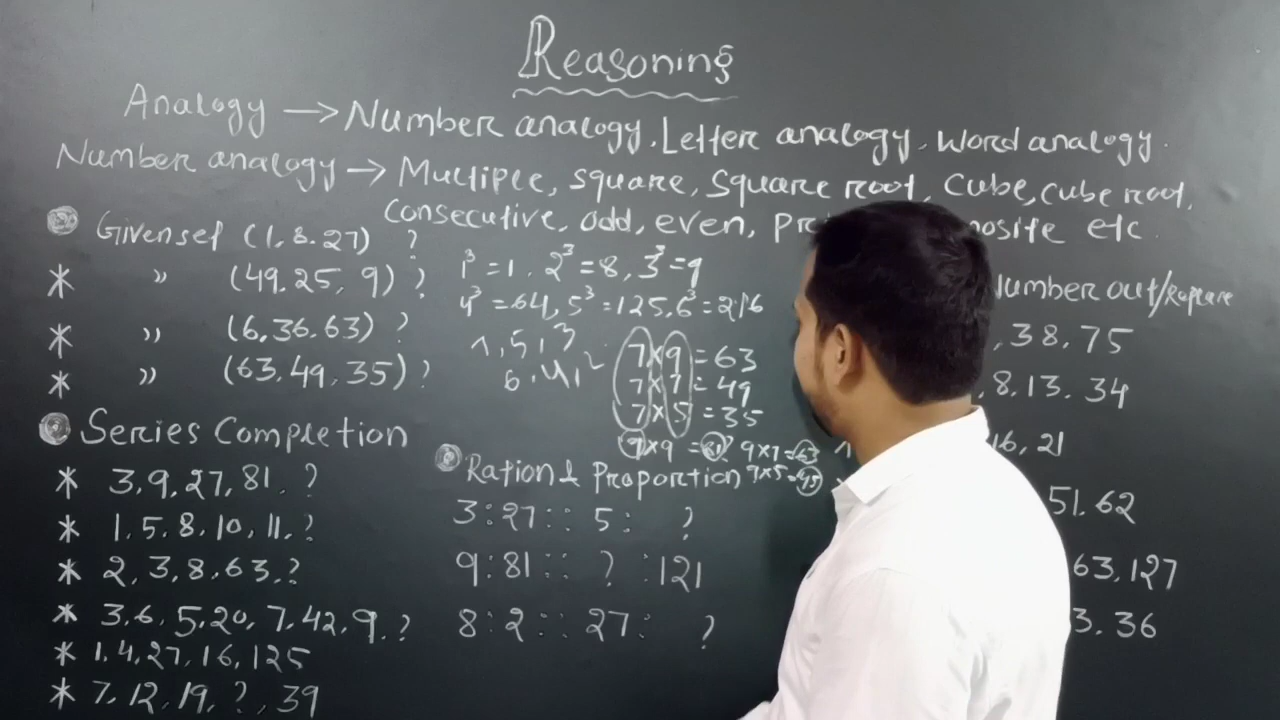 Reasoning
Analogy → Number analogy, Letter analogy, Word analogy.
Number analogy → Multiple, square, Square root, Cube, cube root,
Consecutive, odd, even, etc
Given set (1, 8, 27) ?
* " (49, 25, 9) ?
* " (6, 36, 63) ?
* " (63, 49, 35) ?
1³ = 1, 2³ = 8, 3³ = 9
4³ = 64, 5³ = 125, 6³ = 216
7 × 9 = 63
7 × 7 = 49
7 × 5 = 35
9 × 9 = 81? 9 × 7 = 63
9 × 5 = 45
Series Completion
* 3, 9, 27, 81, ?
* 1, 5, 8, 10, 11, ?
* 2, 3, 8, 63, ?
* 3, 6, 5, 20, 7, 42, 9, ?
* 1, 4, 27, 16, 125
* 7, 12, 19, ?, 39
Ration & Proportion
3 : 27 :: 5 : ?
9 : 81 :: ? : 121
8 : 2 :: 27 : ?
Number out/
, 38, 75
8, 13, 34
16, 21
51, 62
63, 127
3, 36